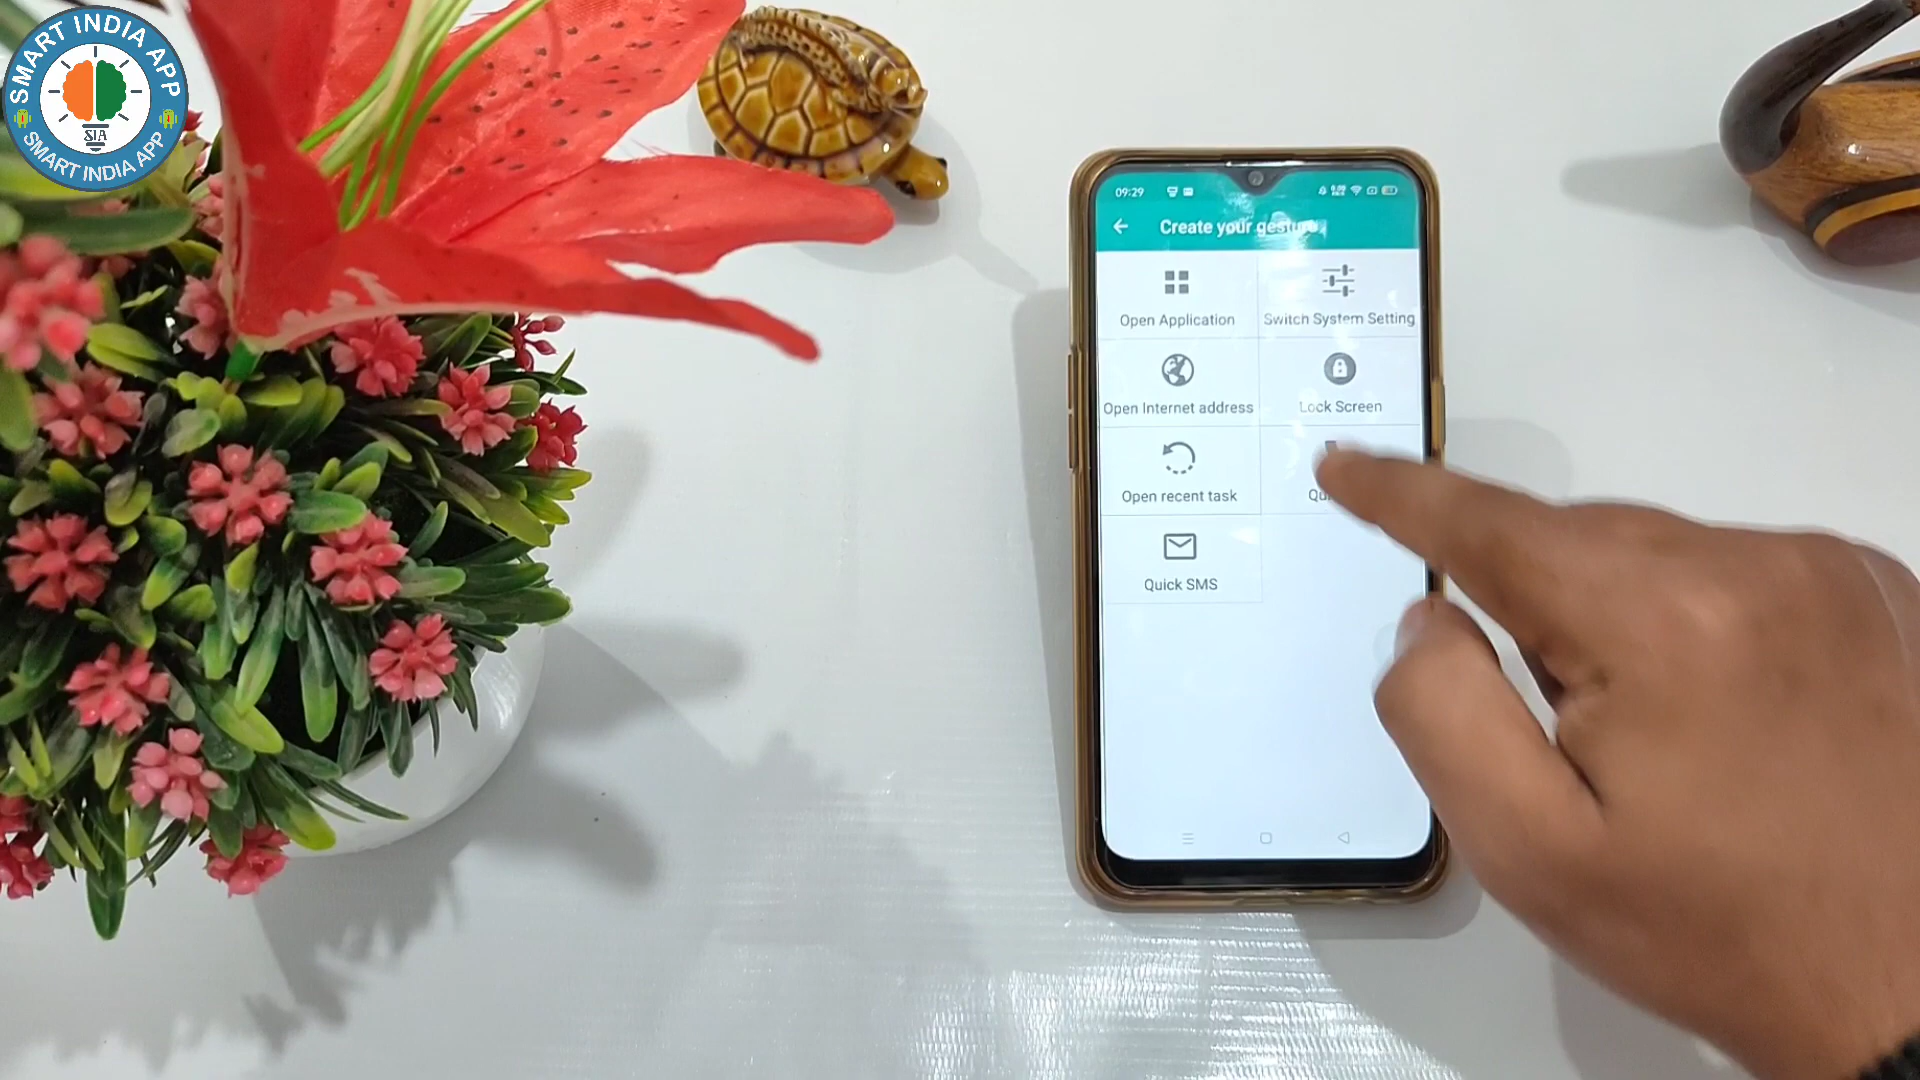 SMART INDIA APP
SIA
SMART INDIA APP
09:29
Create your gesture
Open Application
Switch System Setting
Open Internet address
Lock Screen
Open recent task
Quick SMS